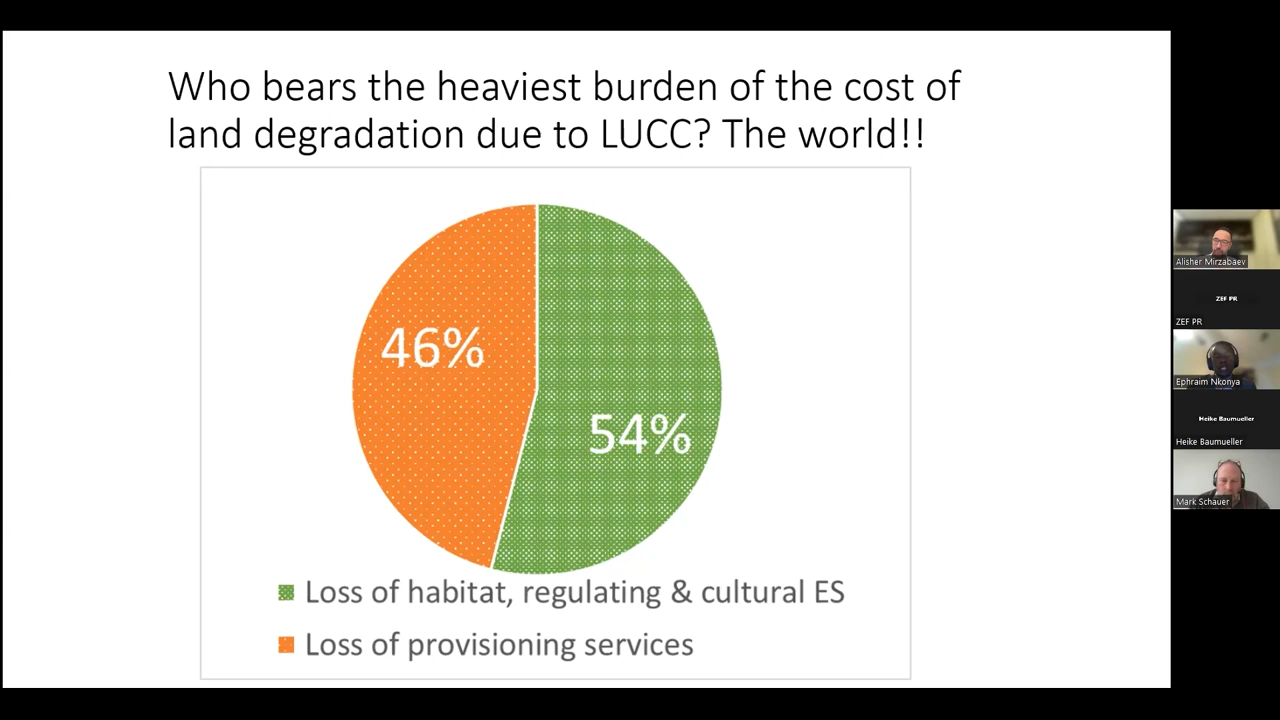 Who bears the heaviest burden of the cost of
land degradation due to LUCC? The world!!
46%
54%
Loss of habitat, regulating & cultural ES
Loss of provisioning services
Alisher Mirzabaev
ZEF PR
ZEF PR
Ephraim Nkonya
Heike Baumueller
Heike Baumueller
Mark Schauer